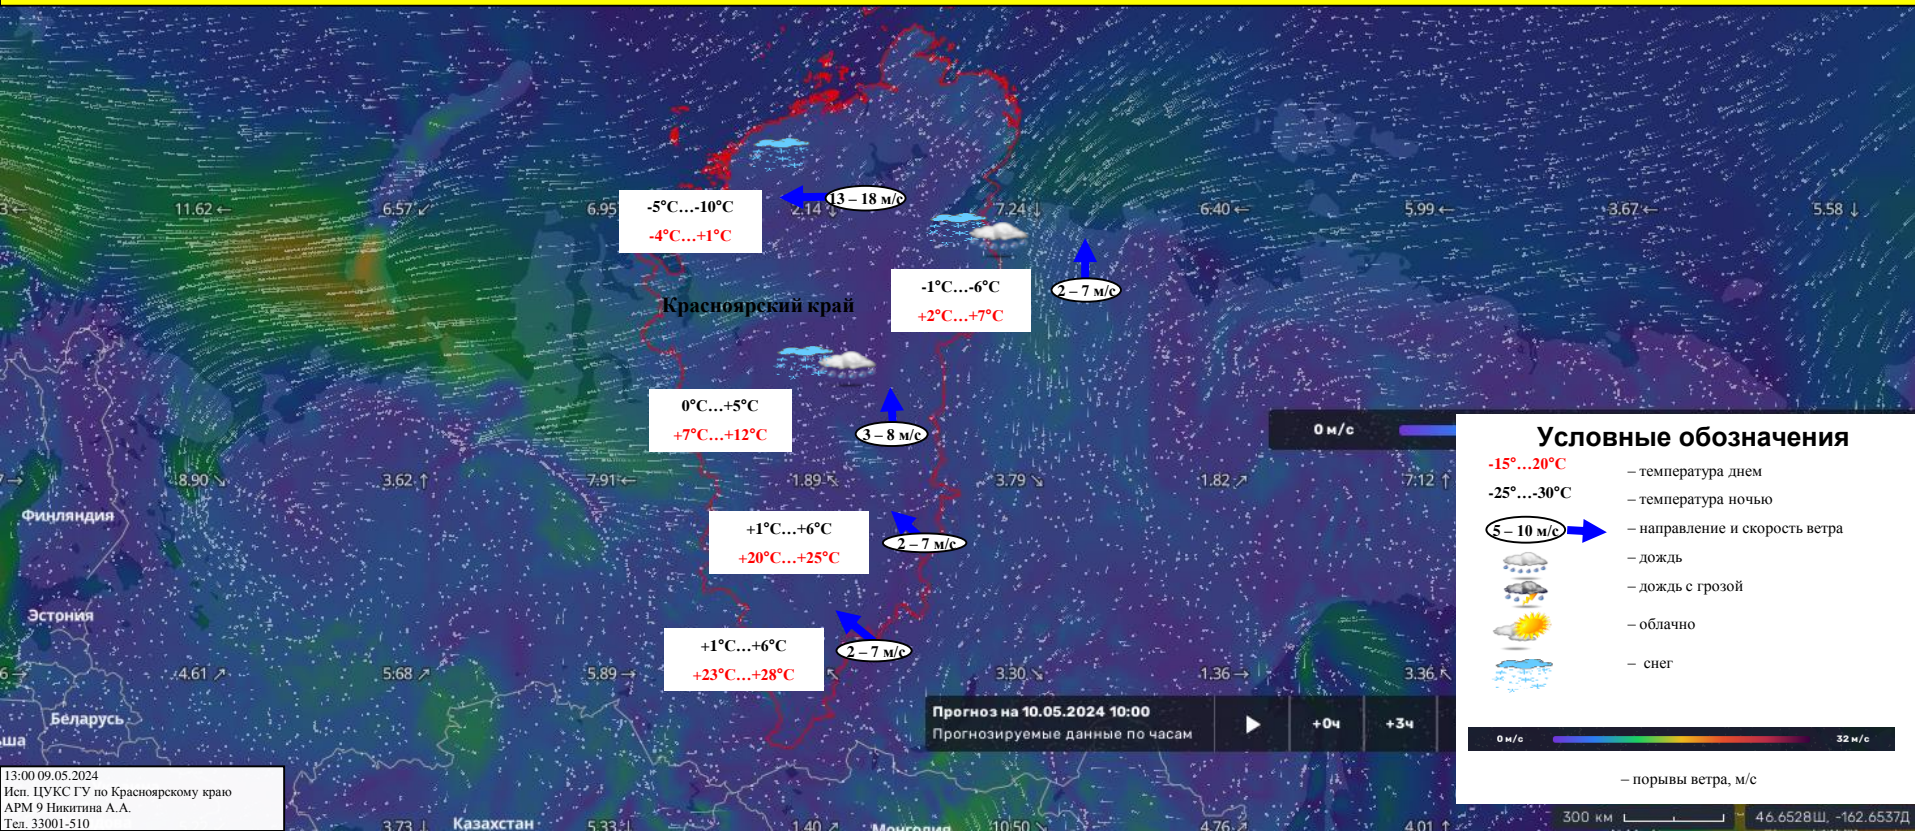 11.62 ←
6.57 ↙
6.95
2.14 ↓
7.24 ↓
6.40 ←
5.99 ←
3.67 ←
5.58 ↓
-5°C…-10°C
-4°C…+1°C
13 – 18 м/с
-1°C…-6°C
+2°C…+7°C
2 – 7 м/с
Красноярский край
0°C…+5°C
+7°C…+12°C
3 – 8 м/с
0 м/с
8.90 ↘
3.62 ↑
7.91 ←
1.89 ↖
3.79 ↘
1.82 ↗
7.12 ↑
Финляндия
+1°C…+6°C
+20°C…+25°C
2 – 7 м/с
Эстония
+1°C…+6°C
+23°C…+28°C
2 – 7 м/с
4.61 ↗
5.68 ↗
5.89 →
3.30 ↘
1.36 →
3.36 ↖
Беларусь
ша
Прогноз на 10.05.2024 10:00
Прогнозируемые данные по часам
+0ч
+3ч
Условные обозначения
-15°…20°C – температура днем
-25°…-30°C – температура ночью
5 – 10 м/с – направление и скорость ветра
– дождь
– дождь с грозой
– облачно
– снег
0 м/с 32 м/с
– порывы ветра, м/с
13:00 09.05.2024
Исп. ЦУКС ГУ по Красноярскому краю
АРМ 9 Никитина А.А.
Тел. 33001-510
3.73 ↓
Казахстан
5.33 ↓
1.40 ↗
Монголия
10.50 ↘
4.76 ↗
4.01 ↑
300 км
46.6528Ш, -162.6537Д